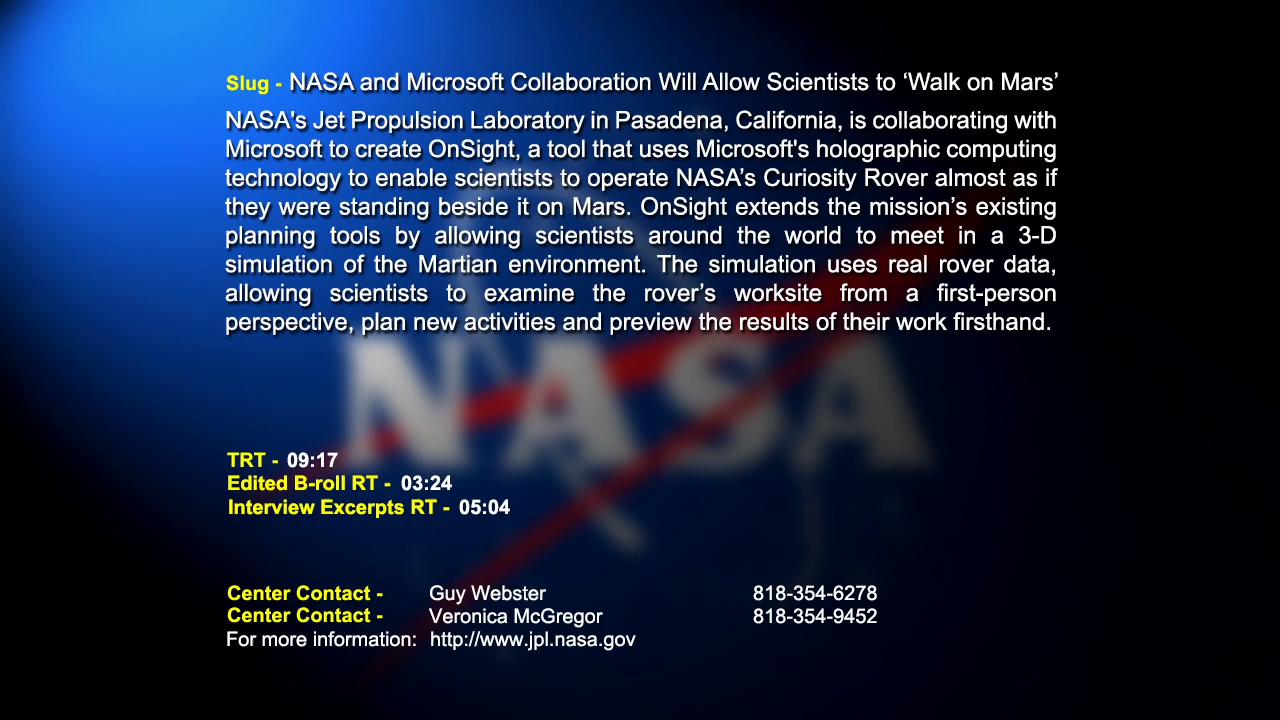 Slug - NASA and Microsoft Collaboration Will Allow Scientists to ‘Walk on Mars’
NASA's Jet Propulsion Laboratory in Pasadena, California, is collaborating with
Microsoft to create OnSight, a tool that uses Microsoft's holographic computing
technology to enable scientists to operate NASA’s Curiosity Rover almost as if
they were standing beside it on Mars. OnSight extends the mission’s existing
planning tools by allowing scientists around the world to meet in a 3-D
simulation of the Martian environment. The simulation uses real rover data,
allowing scientists to examine the rover’s worksite from a first-person
perspective, plan new activities and preview the results of their work firsthand.
NASA
TRT - 09:17
Edited B-roll RT - 03:24
Interview Excerpts RT - 05:04
Center Contact - Guy Webster 818-354-6278
Center Contact - Veronica McGregor 818-354-9452
For more information: http://www.jpl.nasa.gov